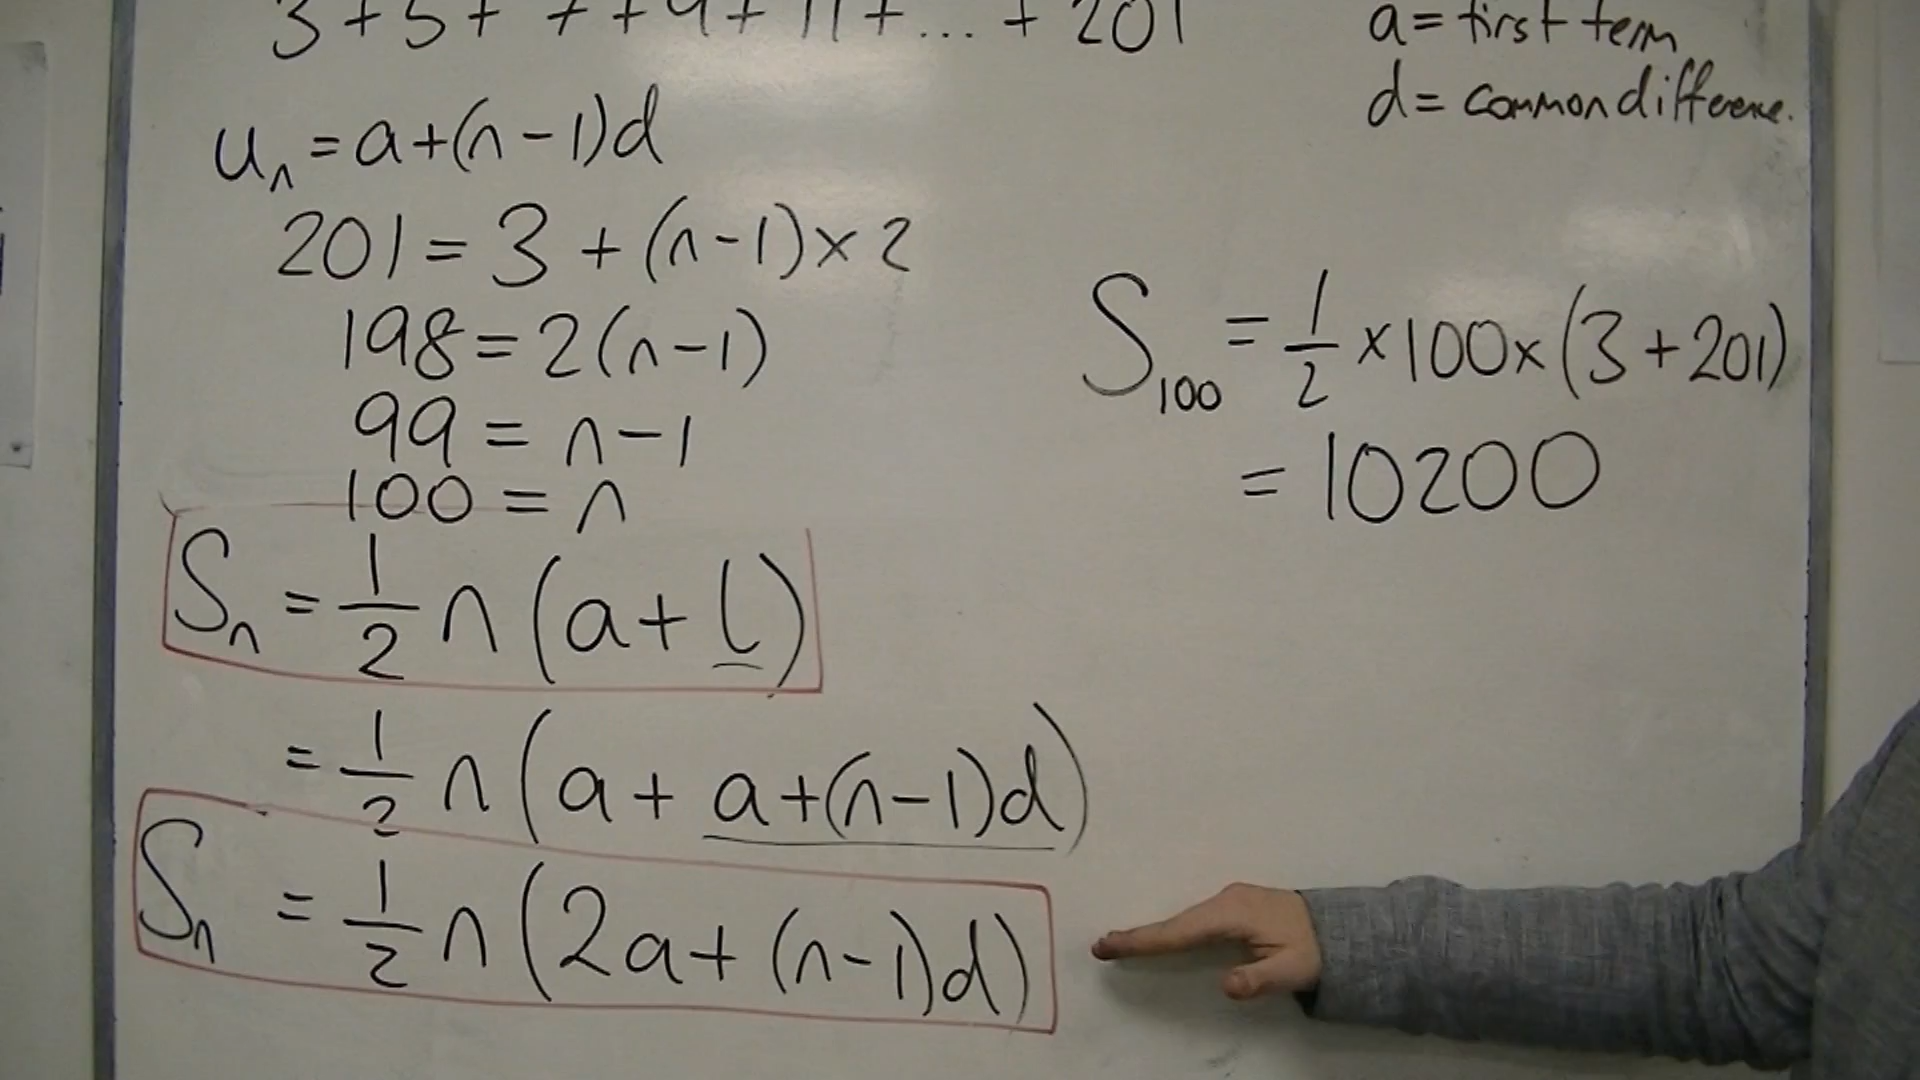 3 + 5 + 7 + 9 + 11 + ... + 201
a = first term
d = common difference.
uₙ = a + (n - 1)d
201 = 3 + (n - 1) × 2
198 = 2(n - 1)
99 = n - 1
100 = n
Sₙ = 1/2 n (a + l)
= 1/2 n (a + a + (n - 1)d)
Sₙ = 1/2 n (2a + (n - 1)d)
S₁₀₀ = 1/2 × 100 × (3 + 201)
= 10200